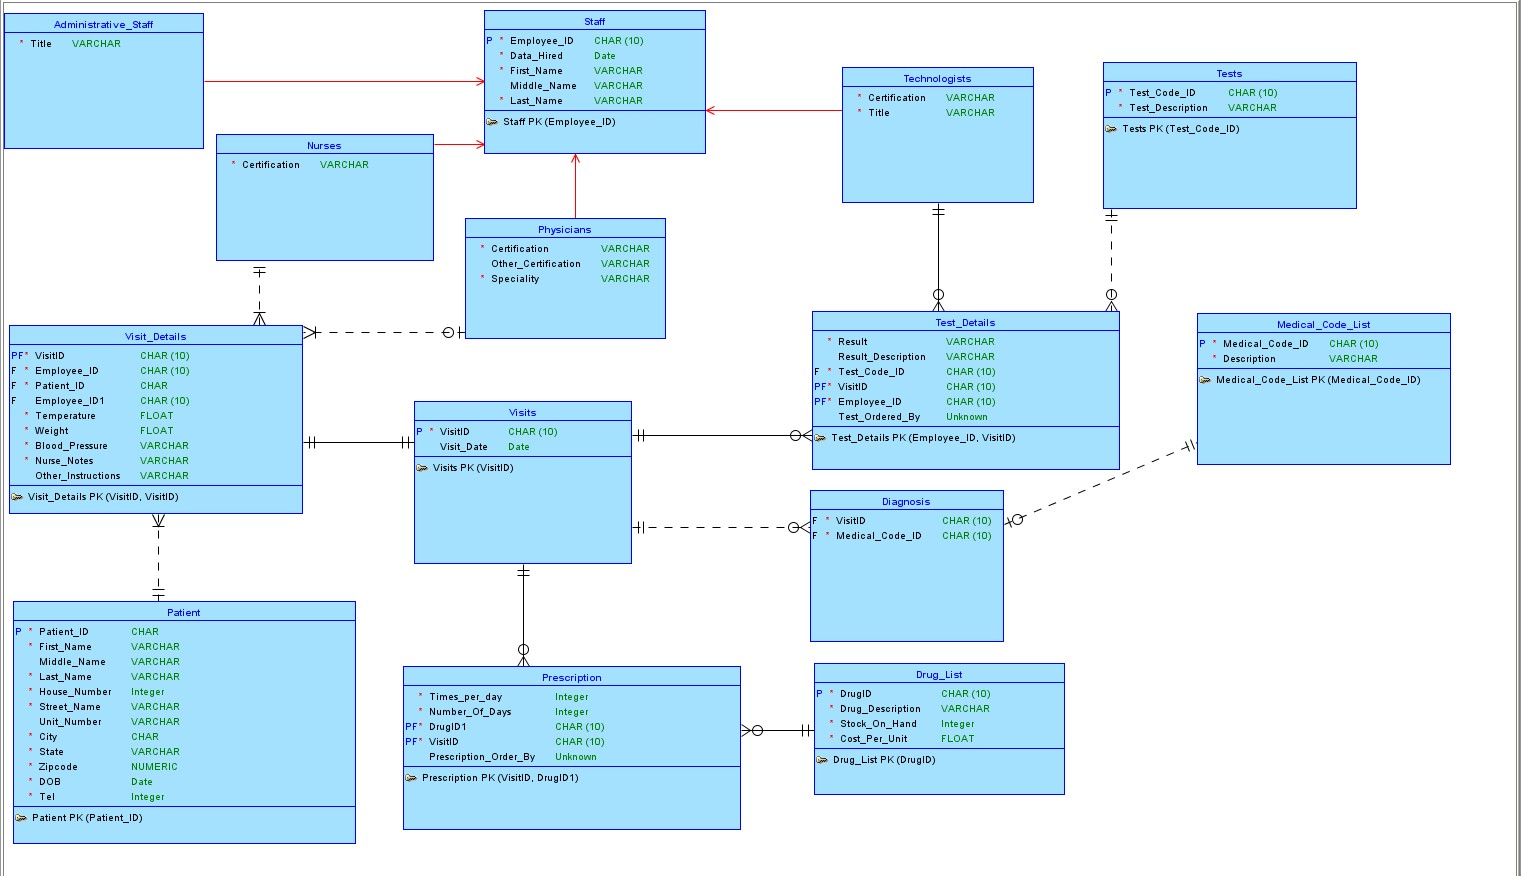 Administrative_Staff
* Title VARCHAR
Staff
P * Employee_ID CHAR (10)
* Data_Hired Date
* First_Name VARCHAR
Middle_Name VARCHAR
* Last_Name VARCHAR
Staff PK (Employee_ID)
Technologists
* Certification VARCHAR
* Title VARCHAR
Tests
P * Test_Code_ID CHAR (10)
* Test_Description VARCHAR
Tests PK (Test_Code_ID)
Nurses
* Certification VARCHAR
Physicians
* Certification VARCHAR
Other_Certification VARCHAR
* Speciality VARCHAR
Visit_Details
PF* VisitID CHAR (10)
F * Employee_ID CHAR (10)
F * Patient_ID CHAR
F Employee_ID1 CHAR (10)
* Temperature FLOAT
* Weight FLOAT
* Blood_Pressure VARCHAR
* Nurse_Notes VARCHAR
Other_Instructions VARCHAR
Visit_Details PK (VisitID, VisitID)
Test_Details
* Result VARCHAR
Result_Description VARCHAR
F * Test_Code_ID CHAR (10)
PF* VisitID CHAR (10)
PF* Employee_ID CHAR (10)
Test_Ordered_By Unknown
Test_Details PK (Employee_ID, VisitID)
Medical_Code_List
P * Medical_Code_ID CHAR (10)
* Description VARCHAR
Medical_Code_List PK (Medical_Code_ID)
Visits
P * VisitID CHAR (10)
Visit_Date Date
Visits PK (VisitID)
Diagnosis
F * VisitID CHAR (10)
F * Medical_Code_ID CHAR (10)
Patient
P * Patient_ID CHAR
* First_Name VARCHAR
Middle_Name VARCHAR
* Last_Name VARCHAR
* House_Number Integer
* Street_Name VARCHAR
Unit_Number VARCHAR
* City CHAR
* State VARCHAR
* Zipcode NUMERIC
* DOB Date
* Tel Integer
Patient PK (Patient_ID)
Prescription
* Times_per_day Integer
* Number_Of_Days Integer
PF* DrugID1 CHAR (10)
PF* VisitID CHAR (10)
Prescription_Order_By Unknown
Prescription PK (VisitID, DrugID1)
Drug_List
P * DrugID CHAR (10)
* Drug_Description VARCHAR
* Stock_On_Hand Integer
* Cost_Per_Unit FLOAT
Drug_List PK (DrugID)